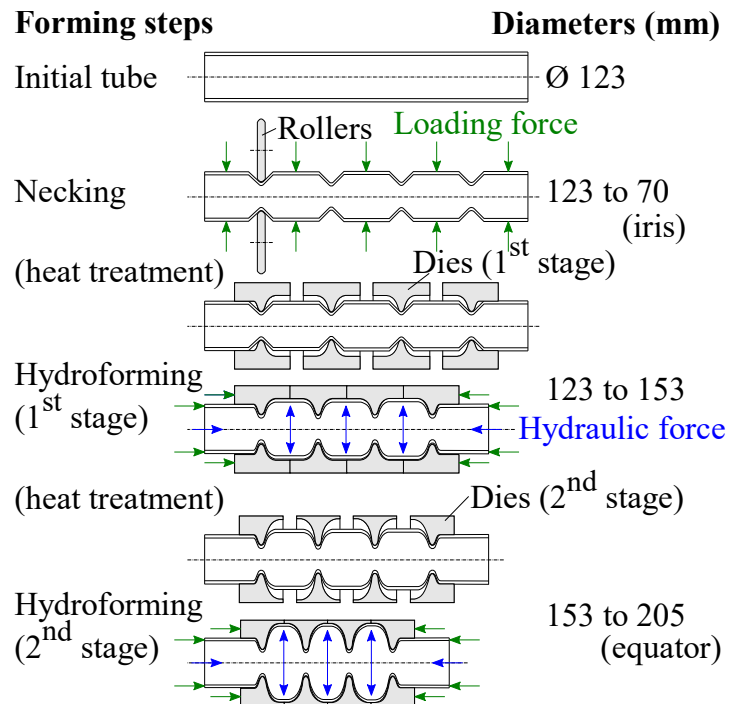 Forming steps Diameters (mm)
Initial tube Ø 123
Rollers Loading force
Necking 123 to 70
(iris)
(heat treatment) Dies (1st stage)
Hydroforming 123 to 153
(1st stage) Hydraulic force
(heat treatment) Dies (2nd stage)
Hydroforming 153 to 205
(2nd stage) (equator)